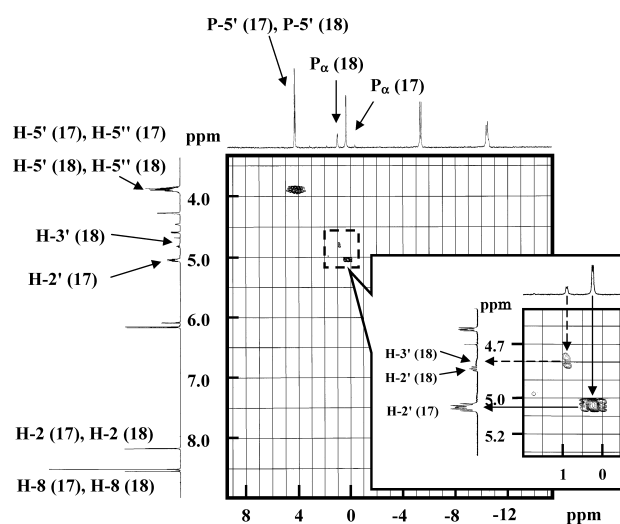 P-5' (17), P-5' (18)
Pα (18)
Pα (17)
H-5' (17), H-5'' (17)
ppm
H-5' (18), H-5'' (18)
4.0
H-3' (18)
5.0
H-2' (17)
6.0
7.0
8.0
H-2 (17), H-2 (18)
H-8 (17), H-8 (18)
8
4
0
-4
-8
-12
ppm
ppm
4.7
H-3' (18)
H-2' (18)
5.0
H-2' (17)
5.2
1
0